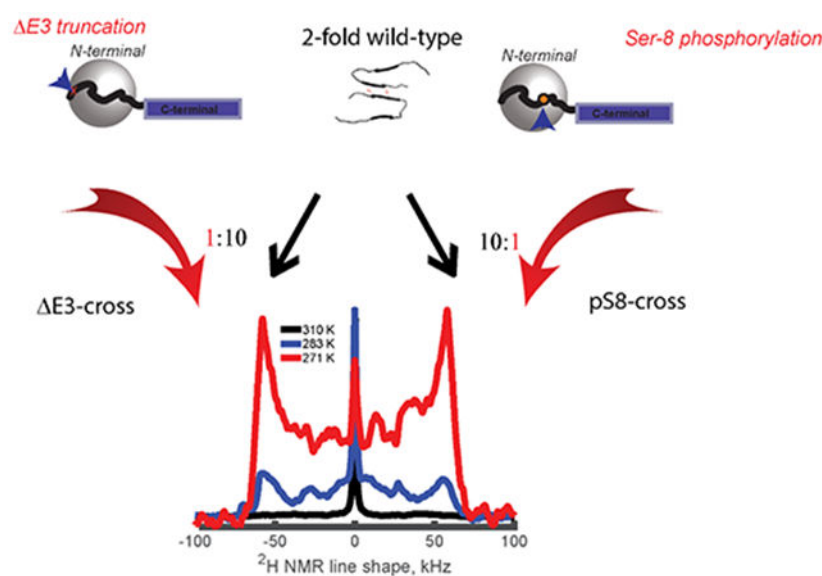 ΔE3 truncation
N-terminal
C-terminal
2-fold wild-type
Ser-8 phosphorylation
N-terminal
C-terminal
1:10
10:1
ΔE3-cross
pS8-cross
310 K
283 K
271 K
-100 -50 0 50 100
²H NMR line shape, kHz